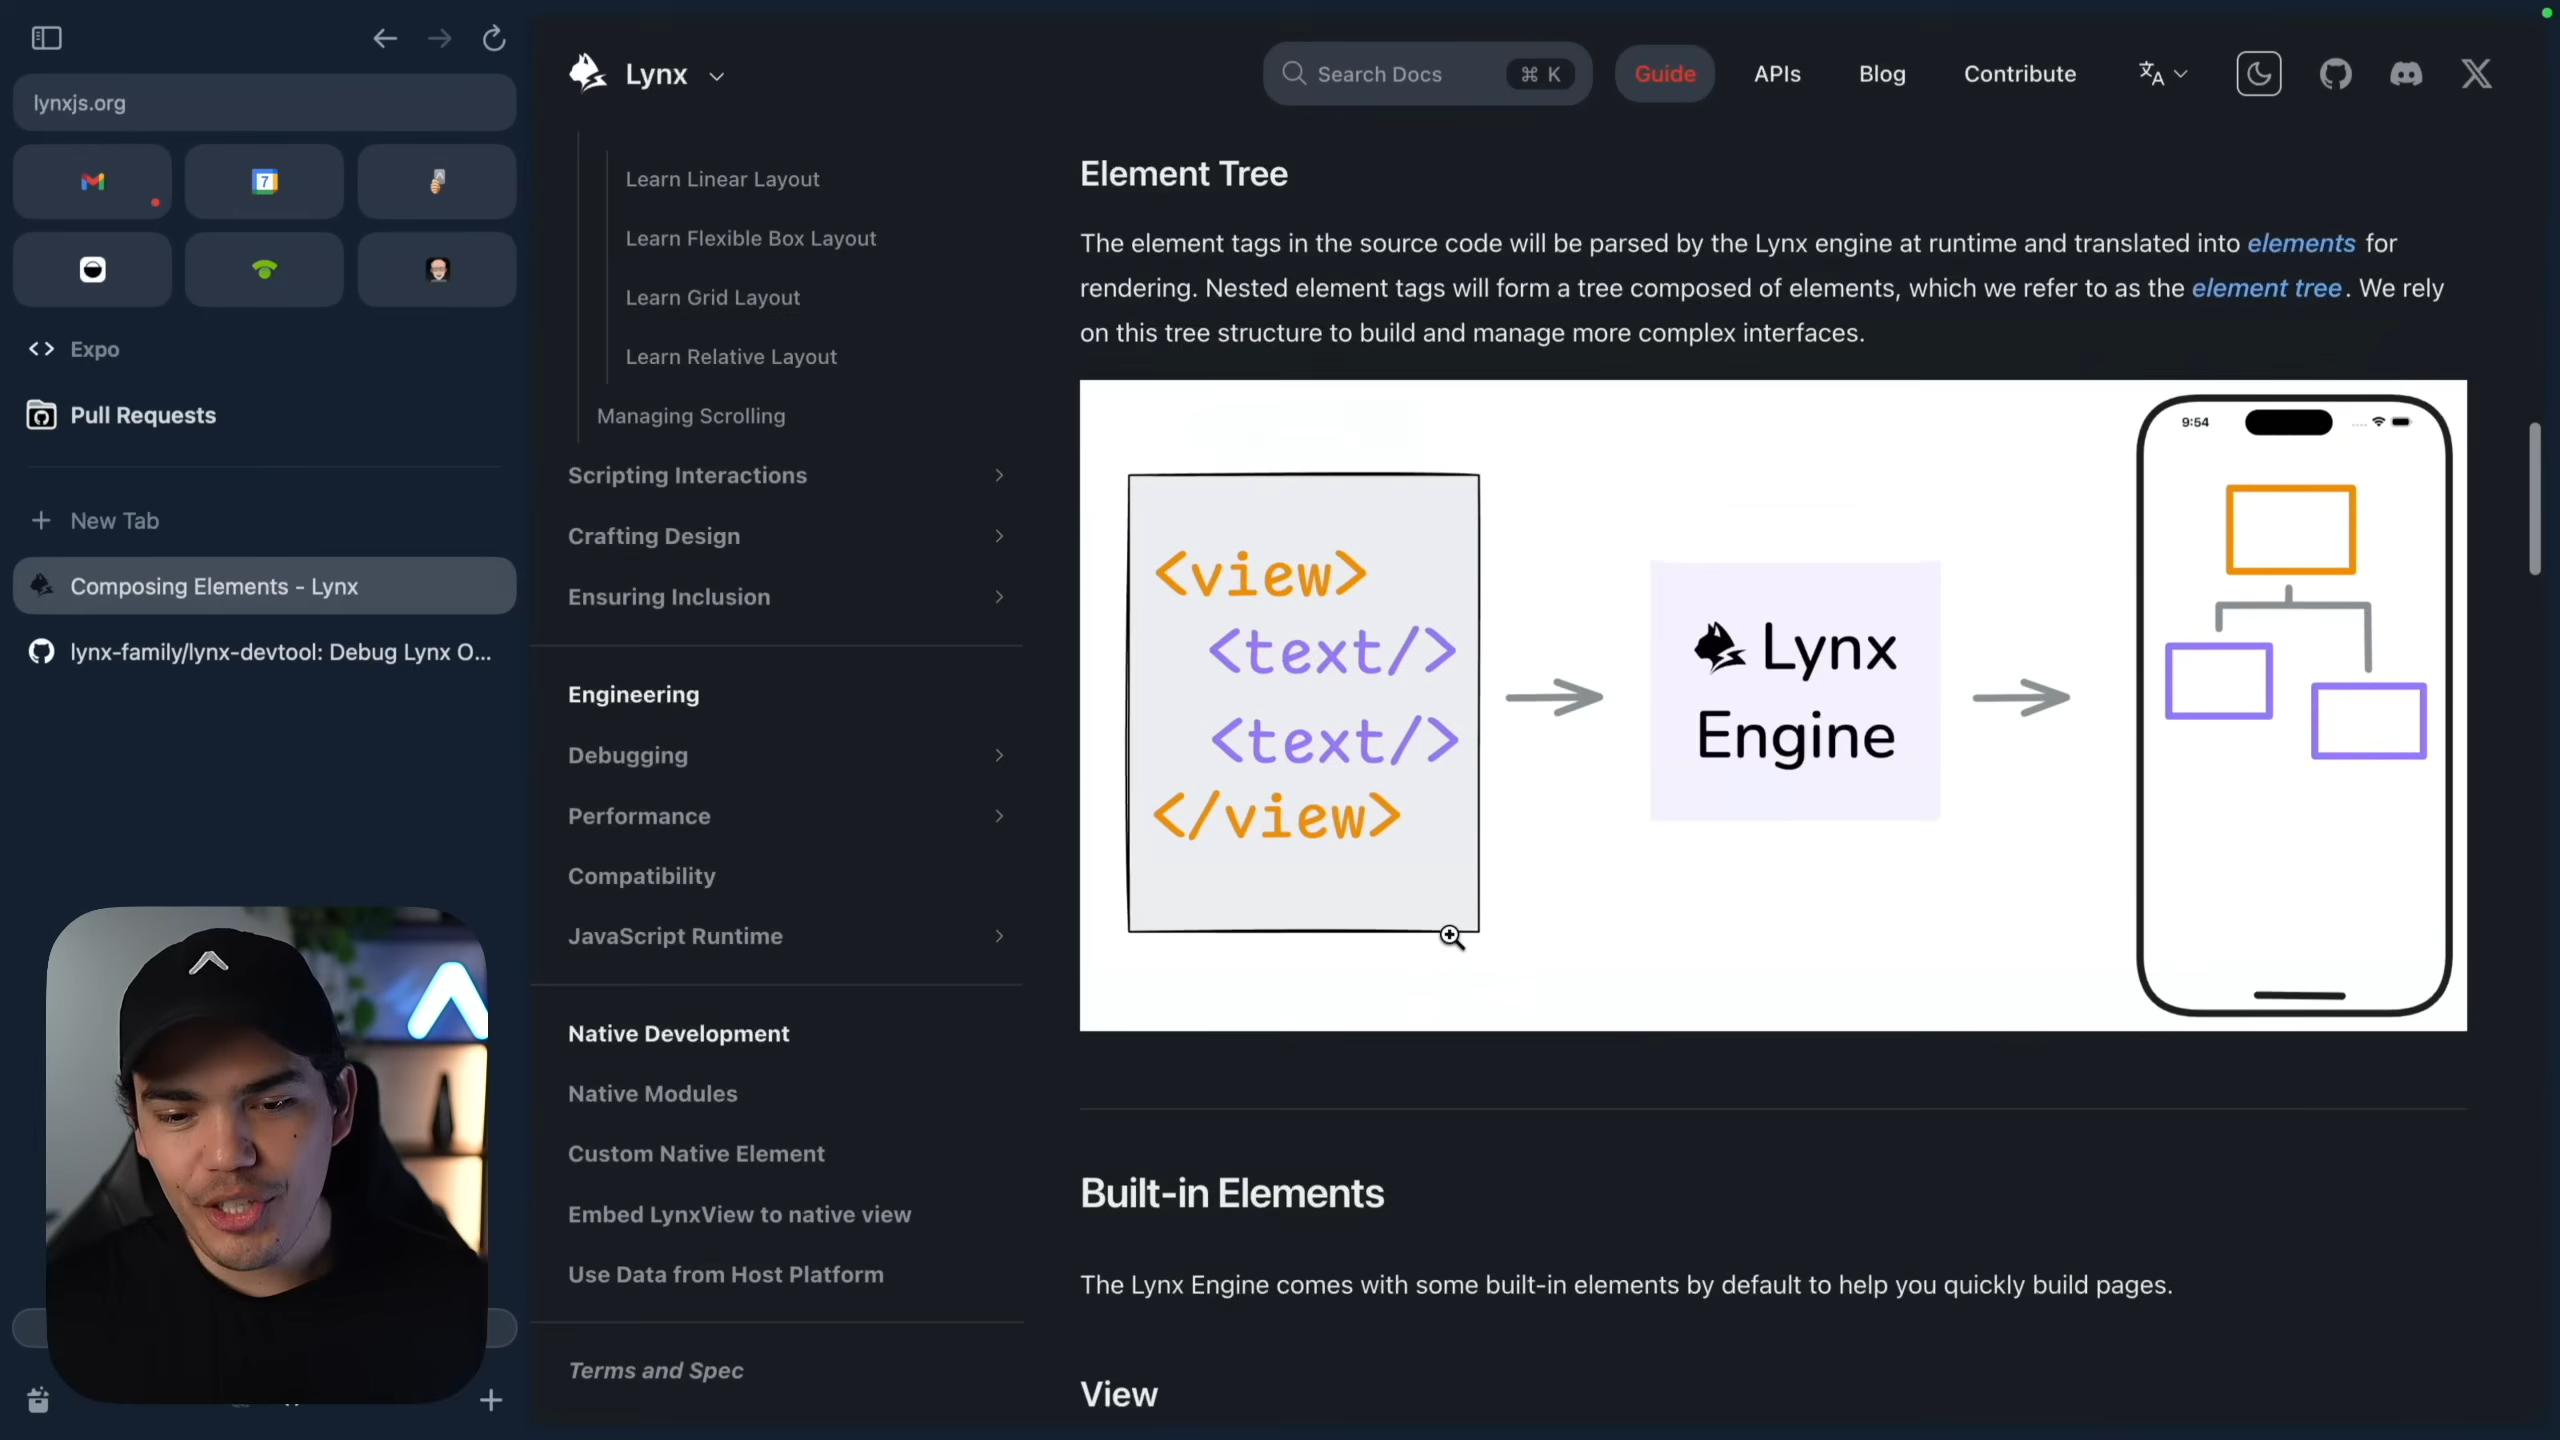 lynxjs.org
7
Expo
Pull Requests
New Tab
Composing Elements - Lynx
lynx-family/lynx-devtool: Debug Lynx O...
Lynx
Search Docs
⌘ K
Guide
APIs
Blog
Contribute
Learn Linear Layout
Learn Flexible Box Layout
Learn Grid Layout
Learn Relative Layout
Managing Scrolling
Scripting Interactions
Crafting Design
Ensuring Inclusion
Engineering
Debugging
Performance
Compatibility
JavaScript Runtime
Native Development
Native Modules
Custom Native Element
Embed LynxView to native view
Use Data from Host Platform
Terms and Spec
Element Tree
The element tags in the source code will be parsed by the Lynx engine at runtime and translated into elements for
rendering. Nested element tags will form a tree composed of elements, which we refer to as the element tree. We rely
on this tree structure to build and manage more complex interfaces.
<view>
<text/>
<text/>
</view>
Lynx
Engine
9:54
Built-in Elements
The Lynx Engine comes with some built-in elements by default to help you quickly build pages.
View